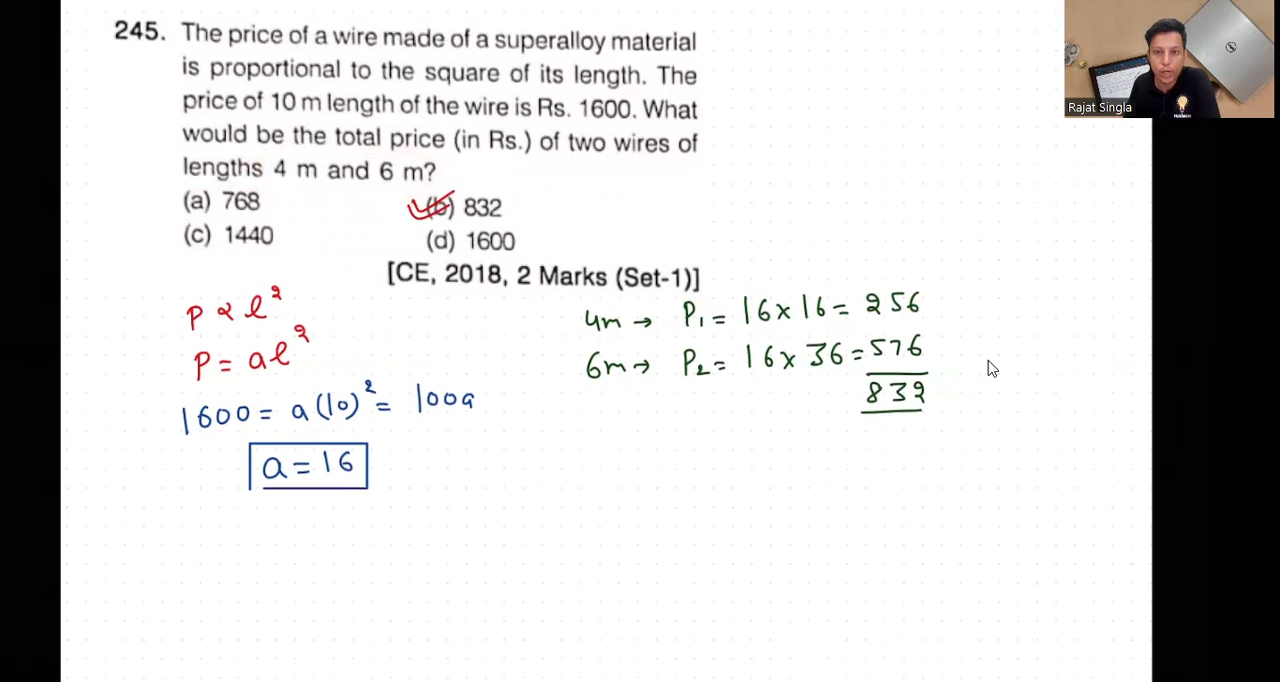 245. The price of a wire made of a superalloy material
is proportional to the square of its length. The
price of 10 m length of the wire is Rs. 1600. What
would be the total price (in Rs.) of two wires of
lengths 4 m and 6 m?
(a) 768 (b) 832
(c) 1440 (d) 1600
[CE, 2018, 2 Marks (Set-1)]
P ∝ l²
P = al²
1600 = a(10)² = 100a
a = 16
4m → P₁ = 16 x 16 = 256
6m → P₂ = 16 x 36 = 576
832
Rajat Singla